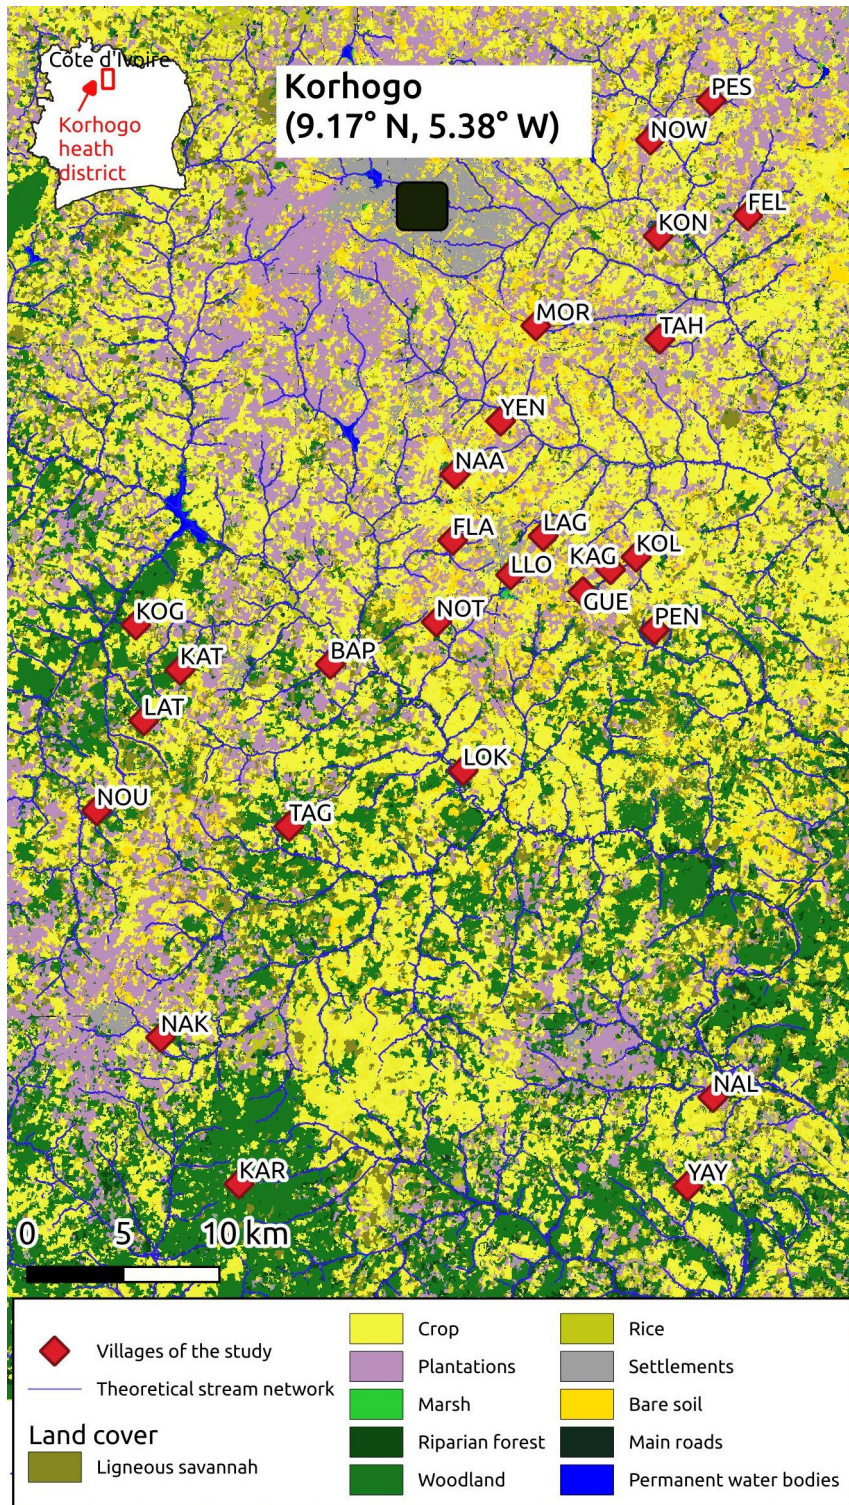 Côte d'Ivoire
Korhogo
heath
district
Korhogo
(9.17° N, 5.38° W)
PES
NOW
FEL
KON
MOR
TAH
YEN
NAA
FLA
LAG
LLO
KAG
KOL
GUE
KOG
NOT
PEN
KAT
BAP
LAT
LOK
NOU
TAG
NAK
NAL
KAR
YAY
0 5 10 km
Villages of the study
Theoretical stream network
Land cover
Ligneous savannah
Crop
Plantations
Marsh
Riparian forest
Woodland
Rice
Settlements
Bare soil
Main roads
Permanent water bodies